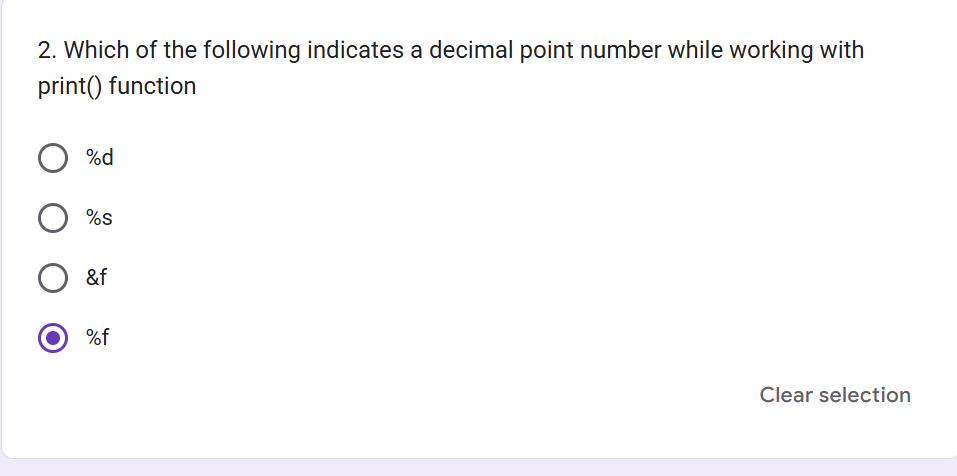 2. Which of the following indicates a decimal point number while working with
print() function
%d
%s
&f
%f
Clear selection